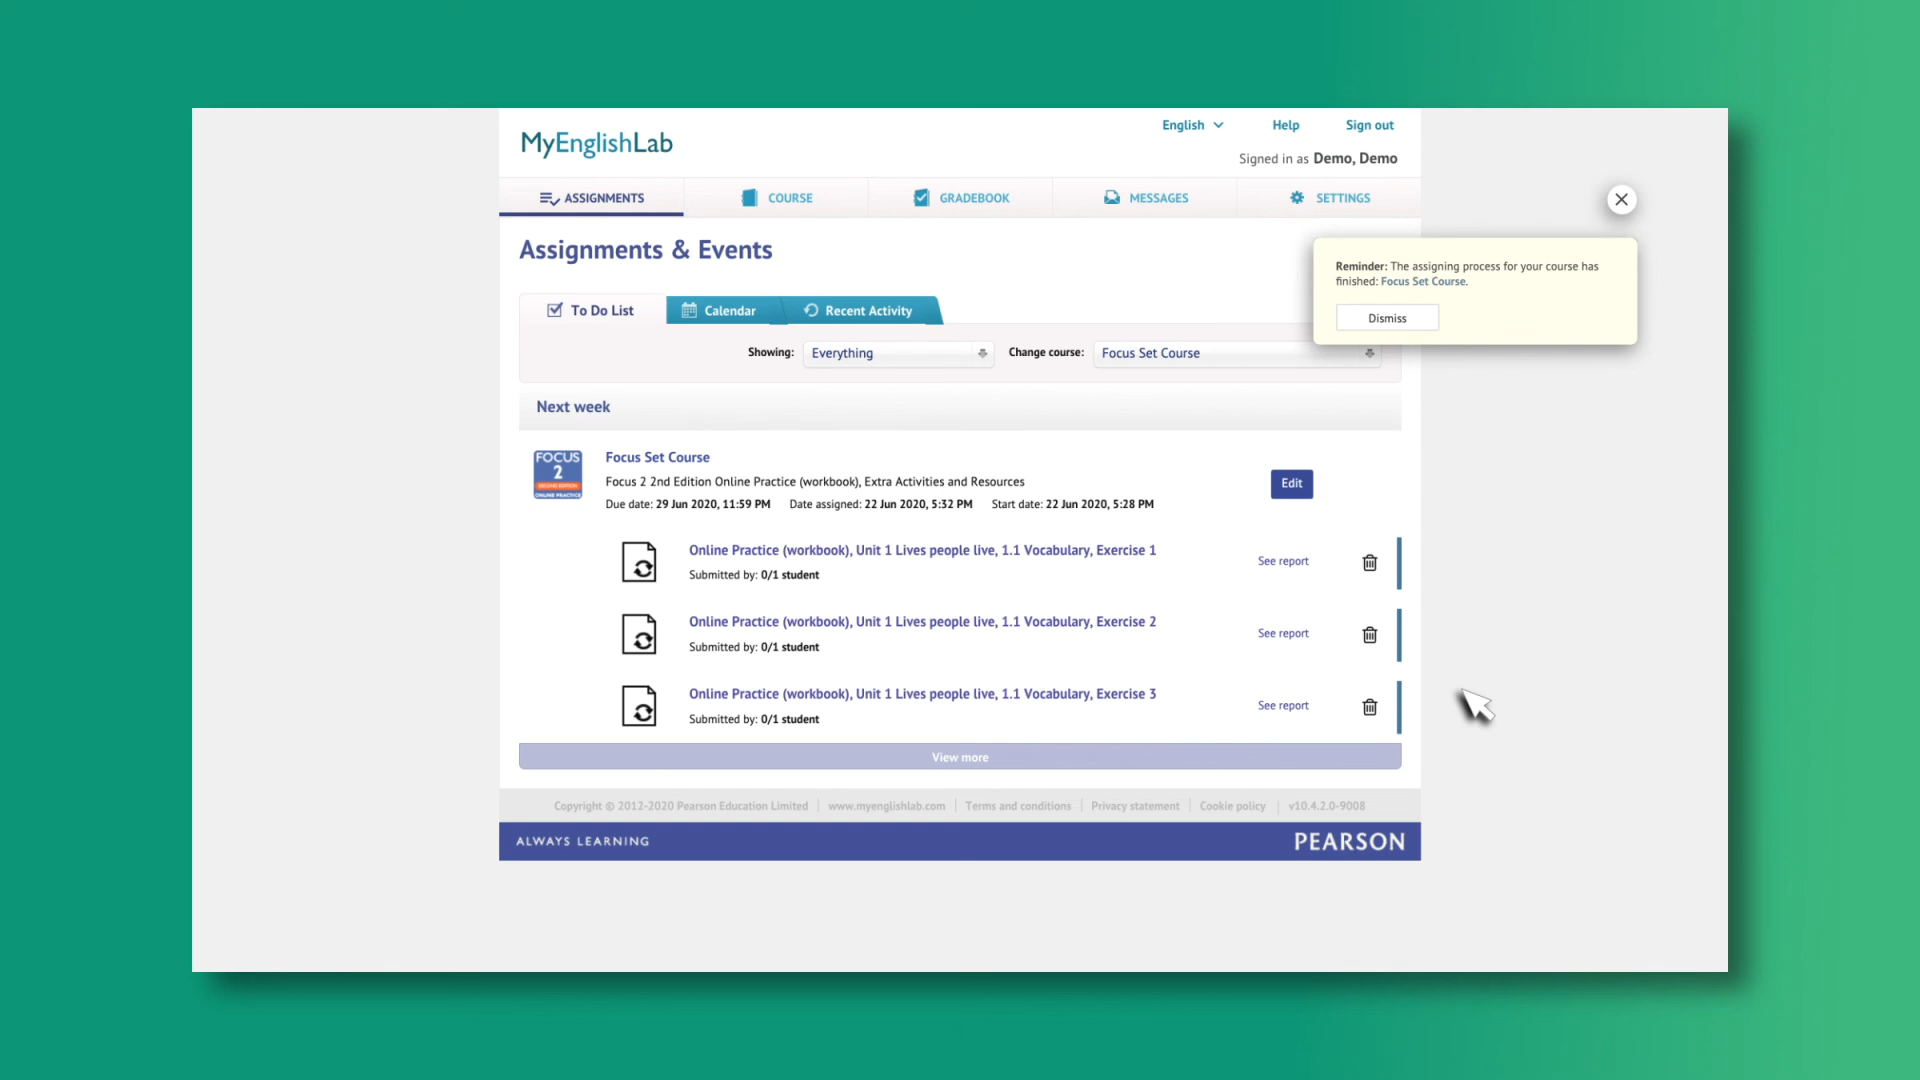 MyEnglishLab
English
Help
Sign out
Signed in as Demo, Demo
ASSIGNMENTS
COURSE
GRADEBOOK
MESSAGES
SETTINGS
Assignments & Events
Reminder: The assigning process for your course has
finished: Focus Set Course.
Dismiss
To Do List
Calendar
Recent Activity
Showing: Everything
Change course: Focus Set Course
Next week
FOCUS
2
SECOND EDITION
ONLINE PRACTICE
Focus Set Course
Focus 2 2nd Edition Online Practice (workbook), Extra Activities and Resources
Due date: 29 Jun 2020, 11:59 PM Date assigned: 22 Jun 2020, 5:32 PM Start date: 22 Jun 2020, 5:28 PM
Edit
Online Practice (workbook), Unit 1 Lives people live, 1.1 Vocabulary, Exercise 1
Submitted by: 0/1 student
See report
Online Practice (workbook), Unit 1 Lives people live, 1.1 Vocabulary, Exercise 2
Submitted by: 0/1 student
See report
Online Practice (workbook), Unit 1 Lives people live, 1.1 Vocabulary, Exercise 3
Submitted by: 0/1 student
See report
View more
Copyright © 2012-2020 Pearson Education Limited | www.myenglishlab.com | Terms and conditions | Privacy statement | Cookie policy | v10.4.2.0-9008
ALWAYS LEARNING
PEARSON